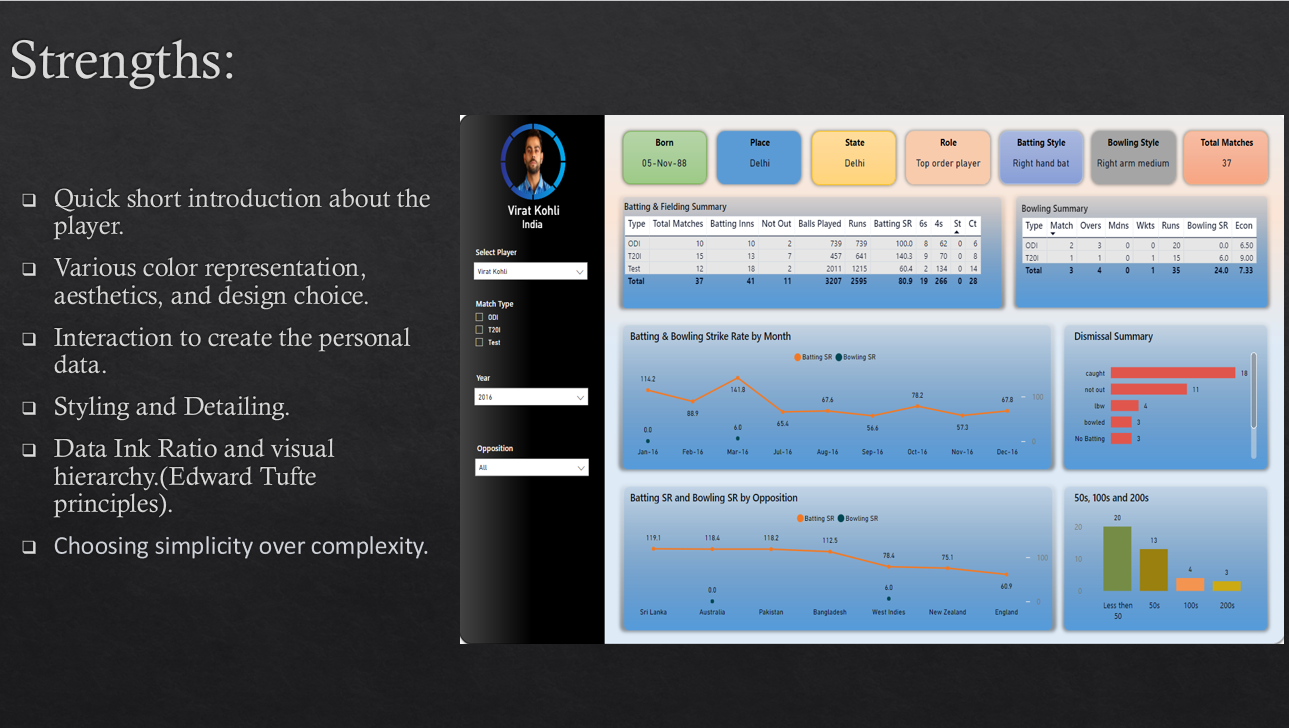 Strengths:
Quick short introduction about the
player.
Various color representation,
aesthetics, and design choice.
Interaction to create the personal
data.
Styling and Detailing.
Data Ink Ratio and visual
hierarchy.(Edward Tufte
principles).
Choosing simplicity over complexity.
Virat Kohli
India
Select Player
Virat Kohli
Match Type
ODI
T20I
Test
Year
2016
Opposition
All
Born Place State Role Batting Style Bowling Style Total Matches
05-Nov-88 Delhi Delhi Top order player Right hand bat Right arm medium 37
Batting & Fielding Summary
Type Total Matches Batting Inns Not Out Balls Played Runs Batting SR 6s 4s St Ct
ODI 10 10 2 739 739 100.0 8 62 0 6
T20I 15 13 7 457 641 140.3 9 70 0 8
Test 12 18 2 2011 1215 60.4 2 134 0 14
Total 37 41 11 3207 2595 80.9 19 266 0 28
Bowling Summary
Type Match Overs Mdns Wkts Runs Bowling SR Econ
ODI 2 3 0 0 20 0.0 6.50
T20I 1 1 0 1 15 6.0 9.00
Total 3 4 0 1 35 24.0 7.33
Batting & Bowling Strike Rate by Month
Batting SR Bowling SR
114.2 88.9 141.8 65.4 67.6 56.6 78.2 57.3 67.8
100
0.0 6.0
0
Jan-16 Feb-16 Mar-16 Jul-16 Aug-16 Sep-16 Oct-16 Nov-16 Dec-16
Dismissal Summary
caught 18
not out 11
lbw 4
bowled 3
No Batting 3
Batting SR and Bowling SR by Opposition
Batting SR Bowling SR
119.1 118.4 118.2 112.5 78.4 75.1 60.9
100
0.0 6.0
0
Sri Lanka Australia Pakistan Bangladesh West Indies New Zealand England
50s, 100s and 200s
20
10
0
20 13 4 3
Less then
50
50s 100s 200s